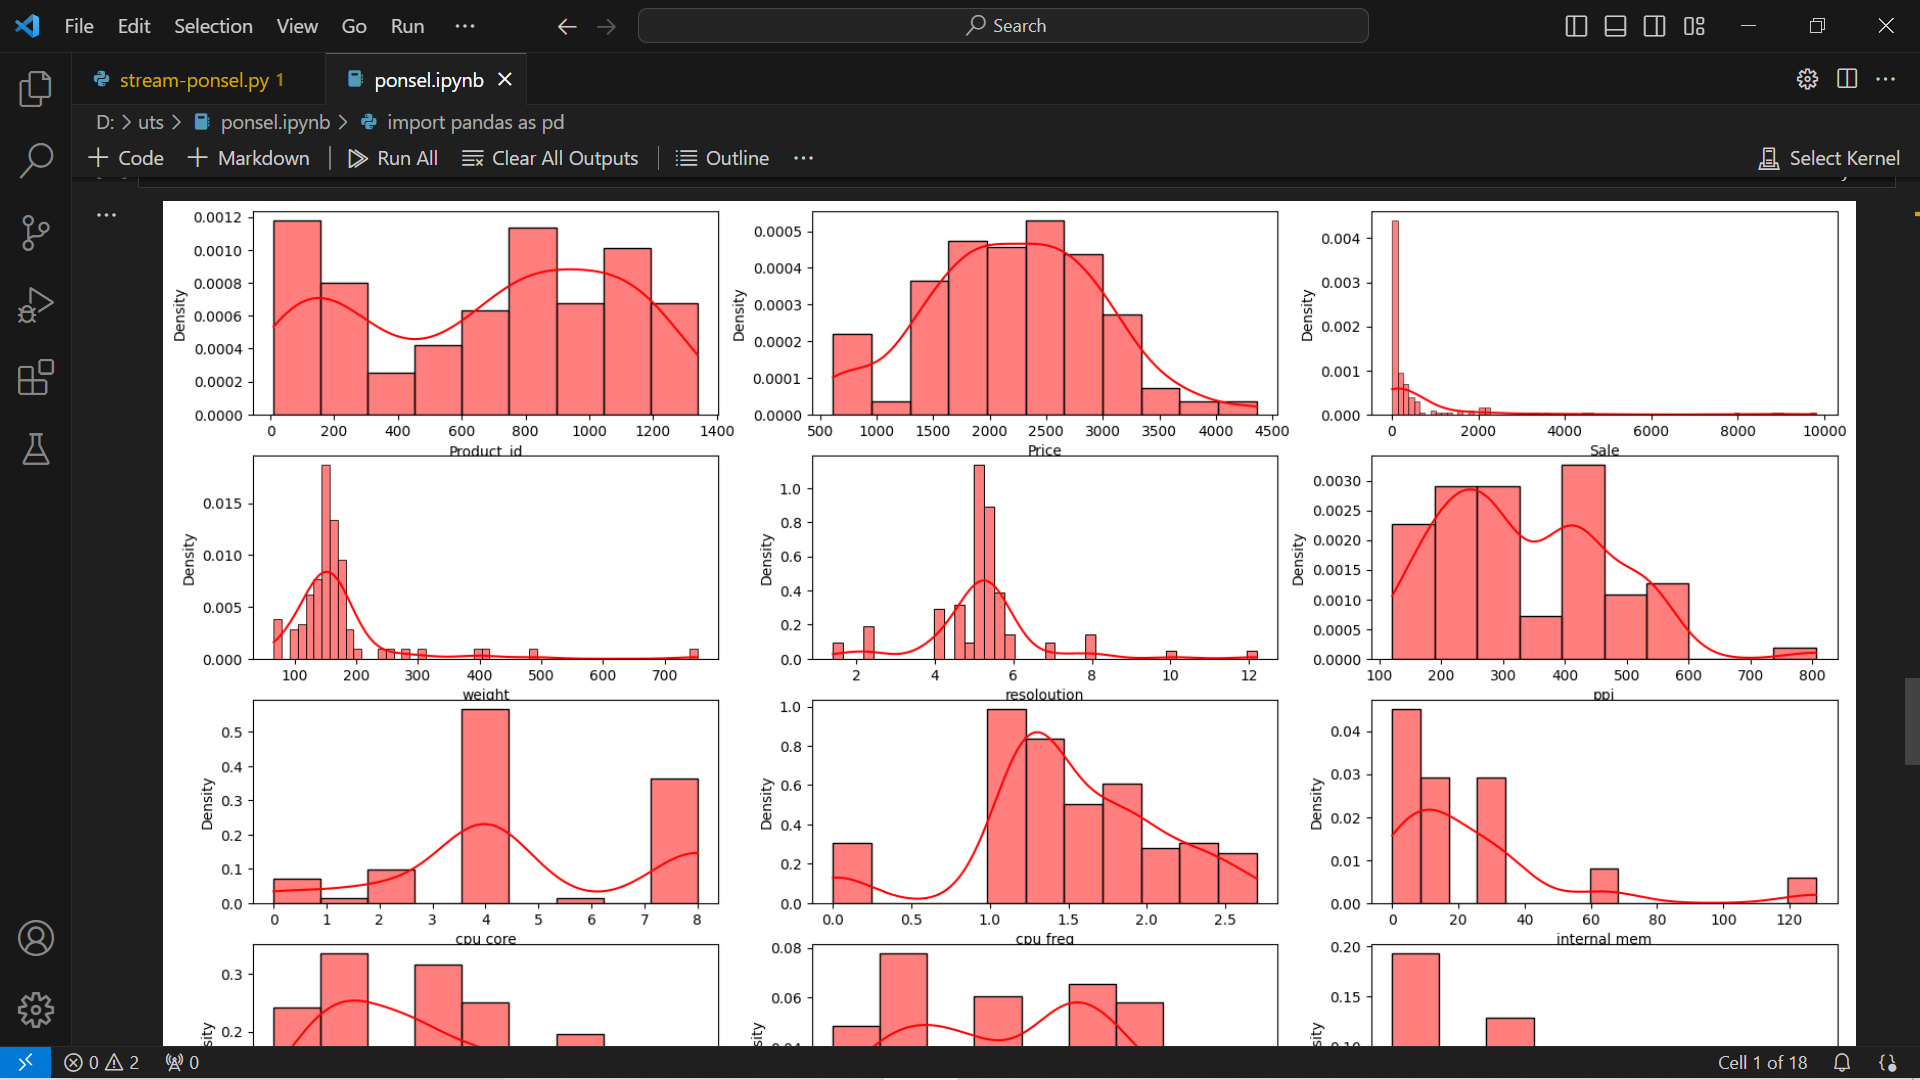 File Edit Selection View Go Run ··· Search
stream-ponsel.py 1 ponsel.ipynb
D: > uts > ponsel.ipynb > import pandas as pd
+ Code + Markdown Run All Clear All Outputs Outline ··· Select Kernel
0.0012
0.0010
0.0008
0.0006
0.0004
0.0002
0.0000
Density
0 200 400 600 800 1000 1200 1400
Product_id
0.0005
0.0004
0.0003
0.0002
0.0001
0.0000
Density
500 1000 1500 2000 2500 3000 3500 4000 4500
Price
0.004
0.003
0.002
0.001
0.000
Density
0 2000 4000 6000 8000 10000
Sale
0.015
0.010
0.005
0.000
Density
100 200 300 400 500 600 700
weight
1.0
0.8
0.6
0.4
0.2
0.0
Density
2 4 6 8 10 12
resoloution
0.0030
0.0025
0.0020
0.0015
0.0010
0.0005
0.0000
Density
100 200 300 400 500 600 700 800
ppi
0.5
0.4
0.3
0.2
0.1
0.0
Density
0 1 2 3 4 5 6 7 8
cpu core
1.0
0.8
0.6
0.4
0.2
0.0
Density
0.0 0.5 1.0 1.5 2.0 2.5
cpu freq
0.04
0.03
0.02
0.01
0.00
Density
0 20 40 60 80 100 120
internal mem
0.3
0.2
0.08
0.06
0.04
0.20
0.15
0.10
0 2 0 Cell 1 of 18